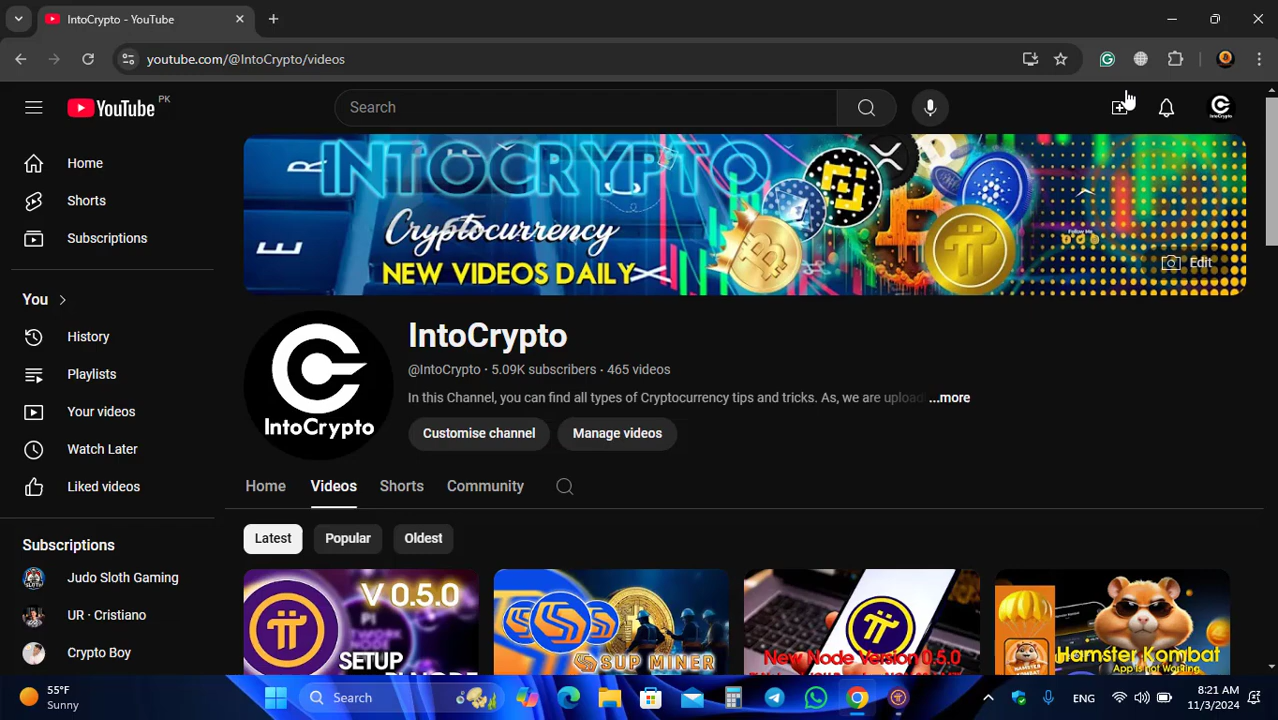 IntoCrypto - YouTube
youtube.com/@IntoCrypto/videos
YouTube PK
Search
Home
Shorts
Subscriptions
You
History
Playlists
Your videos
Watch Later
Liked videos
Subscriptions
Judo Sloth Gaming
UR · Cristiano
Crypto Boy
R
INTOCRYPTO
E
Cryptocurrency
NEW VIDEOS DAILY
Follow Me
Edit
IntoCrypto
IntoCrypto
@IntoCrypto · 5.09K subscribers · 465 videos
In this Channel, you can find all types of Cryptocurrency tips and tricks. As, we are upload ...more
Customise channel
Manage videos
Home
Videos
Shorts
Community
Latest
Popular
Oldest
V 0.5.0
SETUP
SUP MINER
New Node Version 0.5.0
Hamster Kombat
55°F
Sunny
Search
ENG
8:21 AM
11/3/2024